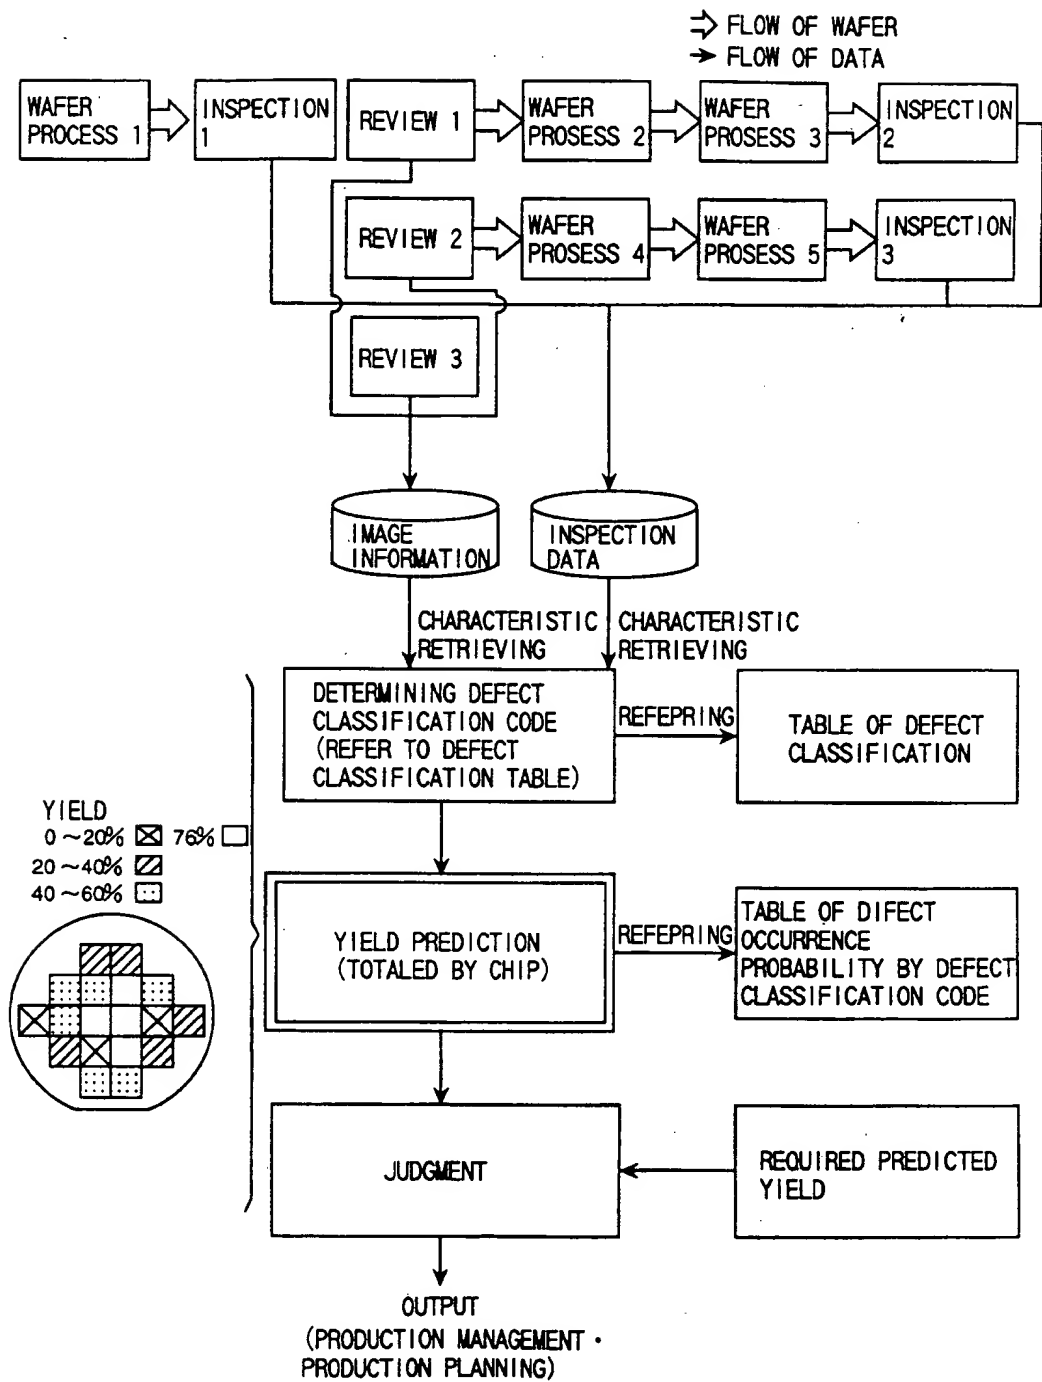 FLOW OF WAFER
FLOW OF DATA
WAFER
PROCESS 1
INSPECTION
1
REVIEW 1
WAFER
PROSESS 2
WAFER
PROSESS 3
INSPECTION
2
REVIEW 2
WAFER
PROSESS 4
WAFER
PROSESS 5
INSPECTION
3
REVIEW 3
IMAGE
INFORMATION
INSPECTION
DATA
CHARACTERISTIC
RETRIEVING
CHARACTERISTIC
RETRIEVING
DETERMINING DEFECT
CLASSIFICATION CODE
(REFER TO DEFECT
CLASSIFICATION TABLE)
REFEPRING
TABLE OF DEFECT
CLASSIFICATION
YIELD
0~20% 76%
20~40%
40~60%
YIELD PREDICTION
(TOTALED BY CHIP)
REFEPRING
TABLE OF DIFECT
OCCURRENCE
PROBABILITY BY DEFECT
CLASSIFICATION CODE
JUDGMENT
REQUIRED PREDICTED
YIELD
OUTPUT
(PRODUCTION MANAGEMENT・
PRODUCTION PLANNING)